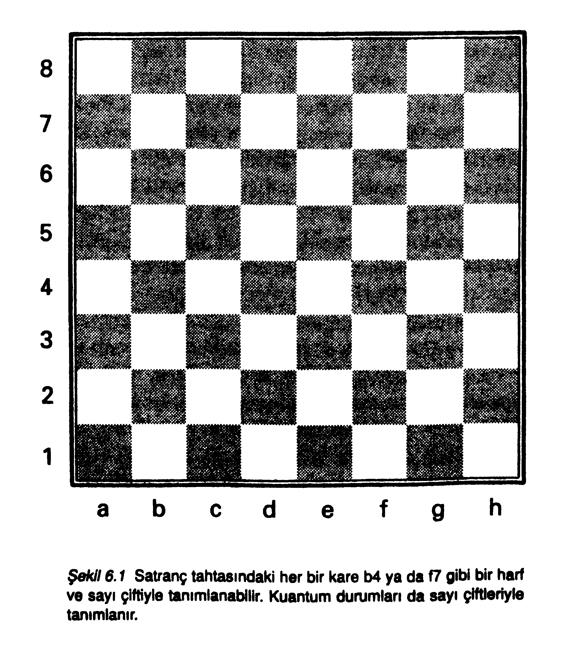 8
7
6
5
4
3
2
1
a b c d e f g h
Şekil 6.1 Satranç tahtasındaki her bir kare b4 ya da f7 gibi bir harf
ve sayı çiftiyle tanımlanabilir. Kuantum durumları da sayı çiftleriyle
tanımlanır.